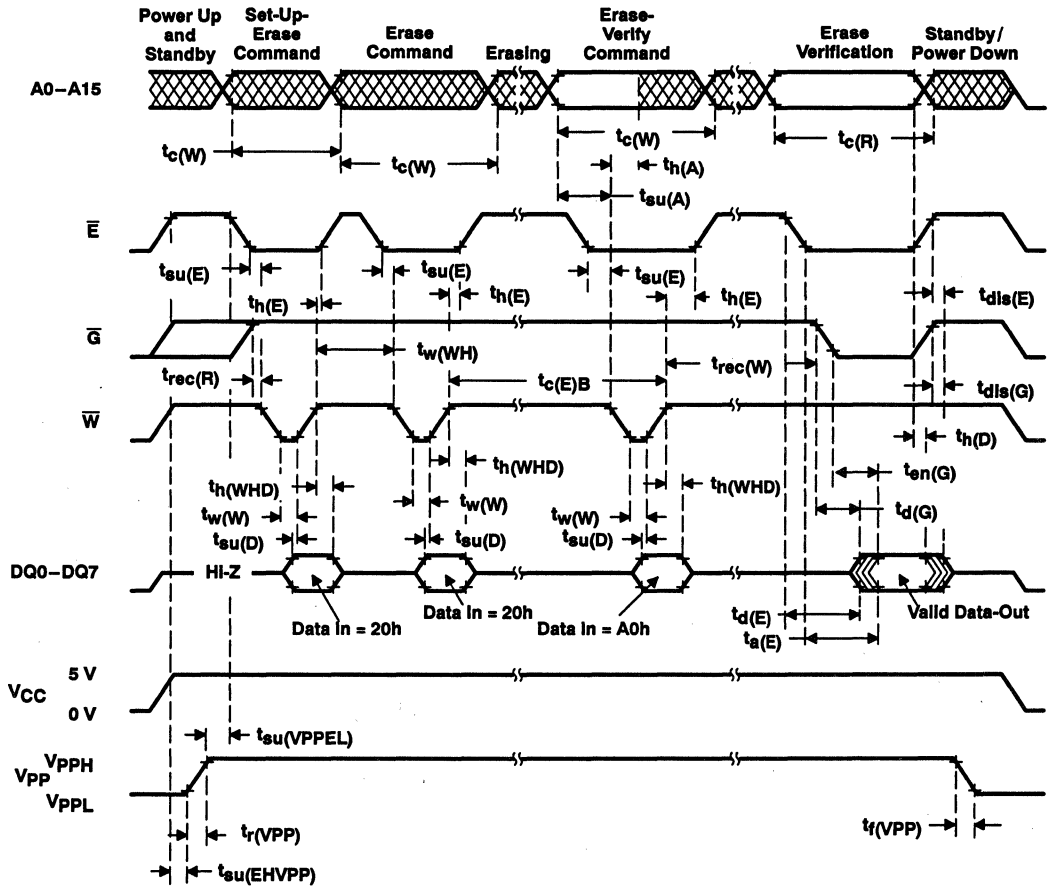 Power Up
and
Standby
Set-Up-
Erase
Command
Erase
Command
Erasing
Erase-
Verify
Command
Erase
Verification
Standby/
Power Down
A0–A15
tc(W)
tc(W)
tc(W)
th(A)
tsu(A)
tc(R)
E
tsu(E)
th(E)
tsu(E)
th(E)
tsu(E)
th(E)
tdis(E)
G
trec(R)
tw(WH)
tc(E)B
trec(W)
tdis(G)
W
th(D)
th(WHD)
th(WHD)
th(WHD)
ten(G)
tw(W)
tw(W)
tw(W)
td(G)
tsu(D)
tsu(D)
tsu(D)
DQ0–DQ7
Hi-Z
Data In = 20h
Data In = 20h
Data In = A0h
Valid Data-Out
td(E)
ta(E)
VCC
5 V
0 V
tsu(VPPEL)
VPP
VPPH
VPPL
tr(VPP)
tf(VPP)
tsu(EHVPP)